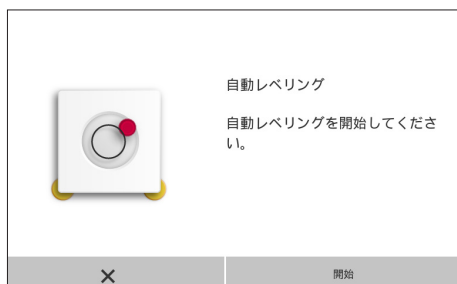 自動レベリング
自動レベリングを開始してくださ
い。
開始